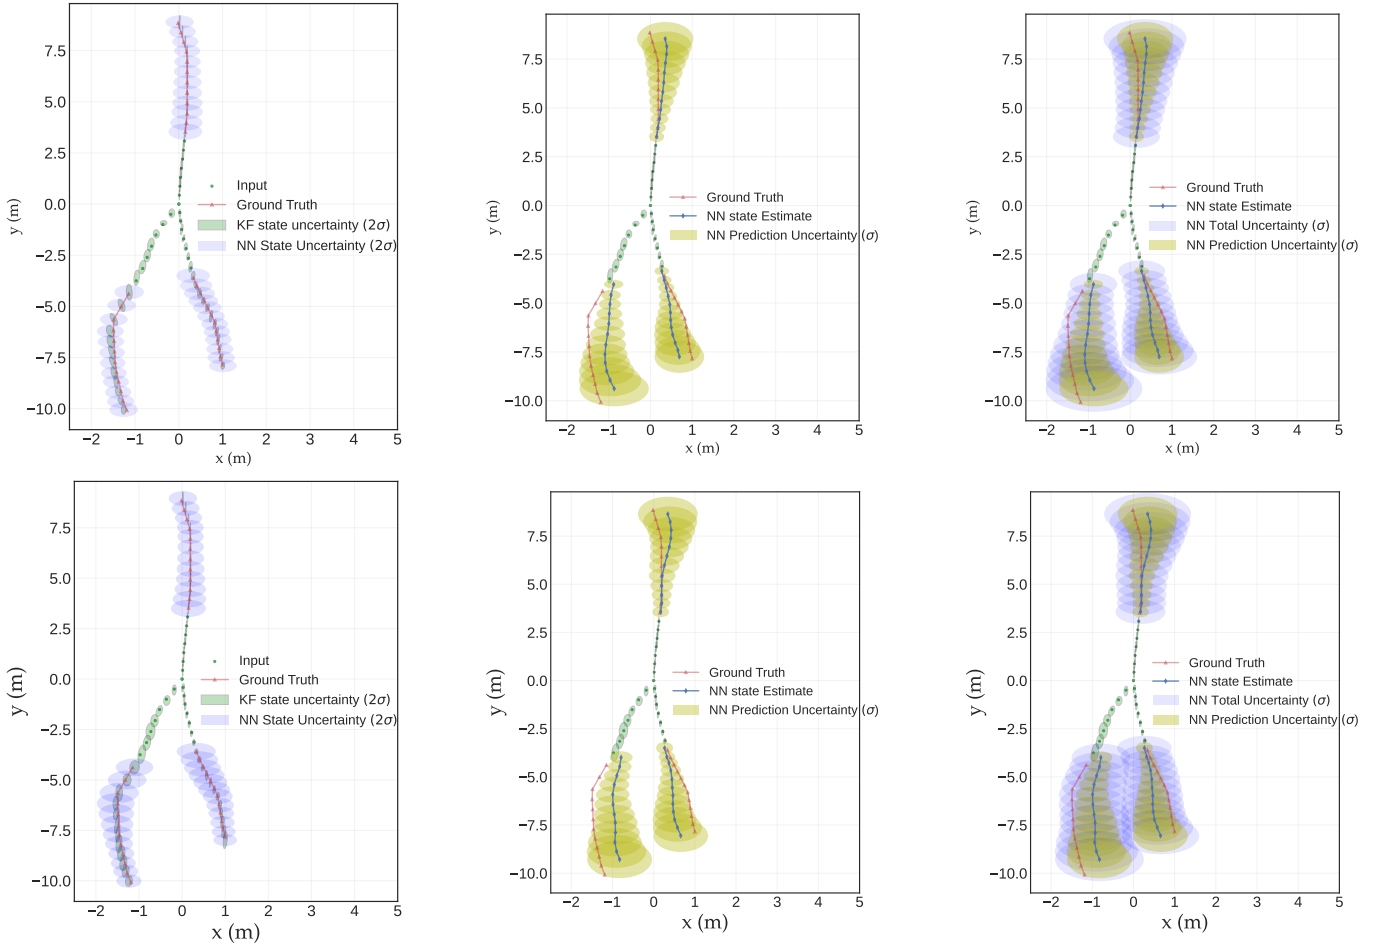 7.5
5.0
2.5
0.0
−2.5
−5.0
−7.5
−10.0
y (m)
Input
Ground Truth
KF state uncertainty (2σ)
NN State Uncertainty (2σ)
−2 −1 0 1 2 3 4 5
x (m)
7.5
5.0
2.5
0.0
−2.5
−5.0
−7.5
−10.0
y (m)
Ground Truth
NN state Estimate
NN Prediction Uncertainty (σ)
−2 −1 0 1 2 3 4 5
x (m)
7.5
5.0
2.5
0.0
−2.5
−5.0
−7.5
−10.0
y (m)
Ground Truth
NN state Estimate
NN Total Uncertainty (σ)
NN Prediction Uncertainty (σ)
−2 −1 0 1 2 3 4 5
x (m)
7.5
5.0
2.5
0.0
−2.5
−5.0
−7.5
−10.0
y (m)
Input
Ground Truth
KF state uncertainty (2σ)
NN State Uncertainty (2σ)
−2 −1 0 1 2 3 4 5
x (m)
7.5
5.0
2.5
0.0
−2.5
−5.0
−7.5
−10.0
y (m)
Ground Truth
NN state Estimate
NN Prediction Uncertainty (σ)
−2 −1 0 1 2 3 4 5
x (m)
7.5
5.0
2.5
0.0
−2.5
−5.0
−7.5
−10.0
y (m)
Ground Truth
NN state Estimate
NN Total Uncertainty (σ)
NN Prediction Uncertainty (σ)
−2 −1 0 1 2 3 4 5
x (m)